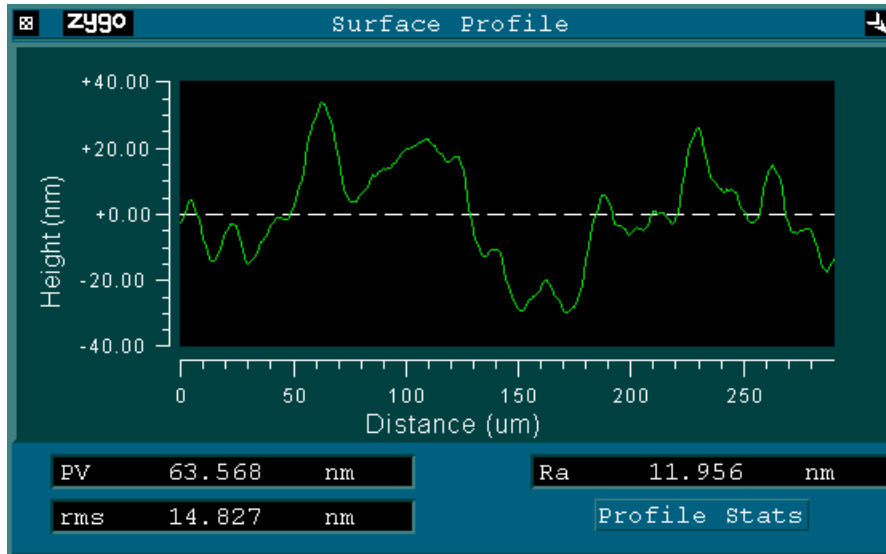 zygo Surface Profile
+40.00
+20.00
+0.00
-20.00
-40.00
Height (nm)
0 50 100 150 200 250
Distance (um)
PV 63.568 nm Ra 11.956 nm
rms 14.827 nm Profile Stats